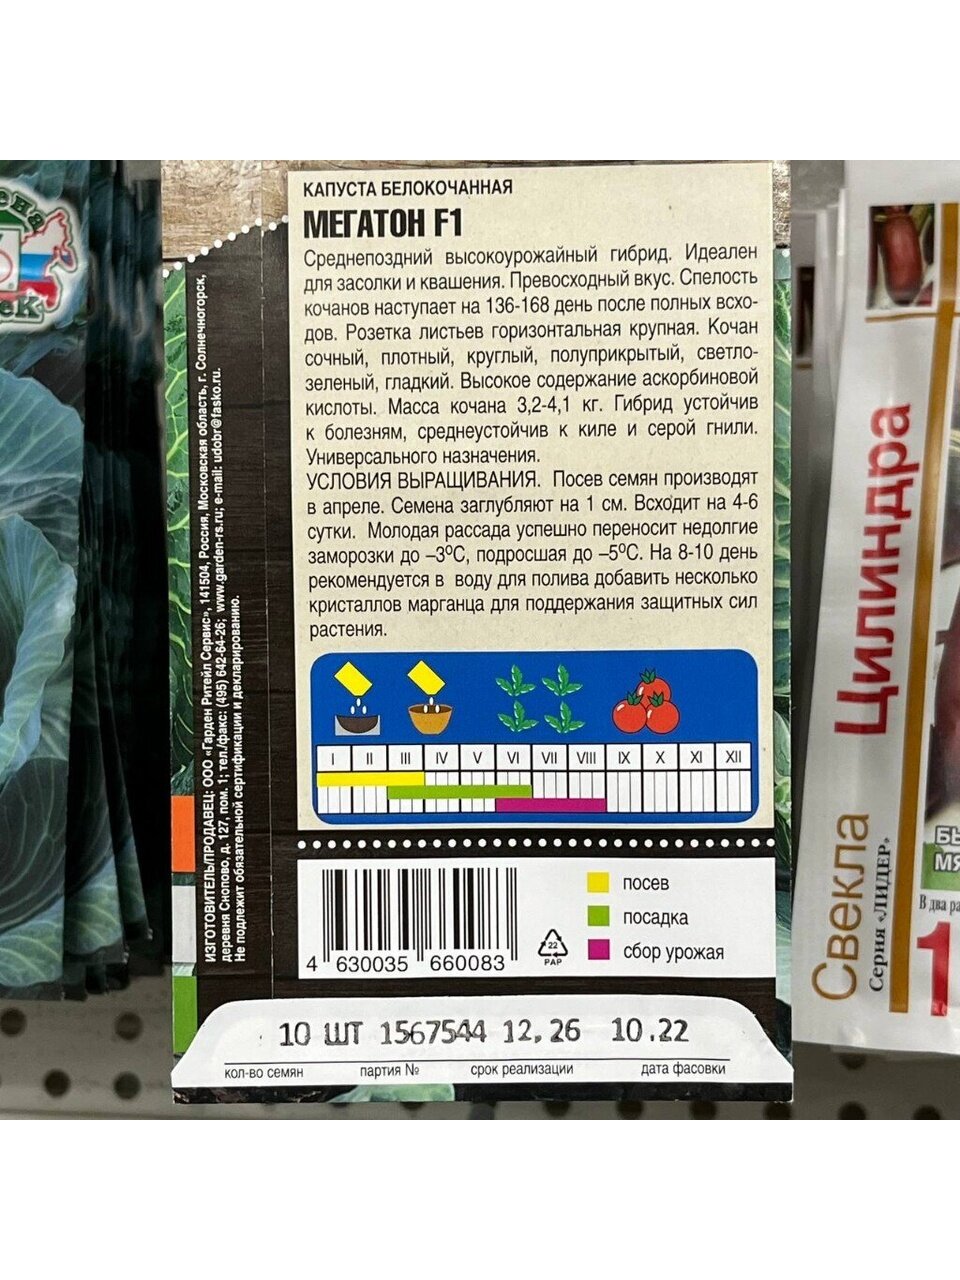 КАПУСТА БЕЛОКОЧАННАЯ
МЕГАТОН F1
Среднепоздний высокоурожайный гибрид. Идеален
для засолки и квашения. Превосходный вкус. Спелость
кочанов наступает на 136-168 день после полных всхо-
дов. Розетка листьев горизонтальная крупная. Кочан
сочный, плотный, круглый, полуприкрытый, светло-
зеленый, гладкий. Высокое содержание аскорбиновой
кислоты. Масса кочана 3,2-4,1 кг. Гибрид устойчив
к болезням, среднеустойчив к киле и серой гнили.
Универсального назначения.
УСЛОВИЯ ВЫРАЩИВАНИЯ. Посев семян производят
в апреле. Семена заглубляют на 1 см. Всходит на 4-6
сутки. Молодая рассада успешно переносит недолгие
заморозки до –3ºС, подросшая до –5ºС. На 8-10 день
рекомендуется в воду для полива добавить несколько
кристаллов марганца для поддержания защитных сил
растения.
I II III IV V VI VII VIII IX X XI XII
посев
посадка
сбор урожая
4 630035 660083
22
PAP
10 ШТ 1567544 12.26 10.22
кол-во семян партия № срок реализации дата фасовки
ИЗГОТОВИТЕЛЬ/ПРОДАВЕЦ: ООО «Гарден Ритейл Сервис», 141504, Россия, Московская область, г. Солнечногорск,
деревня Снопово, д. 127, пом. 1; тел./факс: (495) 642-64-26; www.garden-rs.ru; e-mail: udobr@fasko.ru.
Не подлежит обязательной сертификации и декларированию.
Свекла
Цилиндра
Серия «ЛИДЕР»
В два ра
1